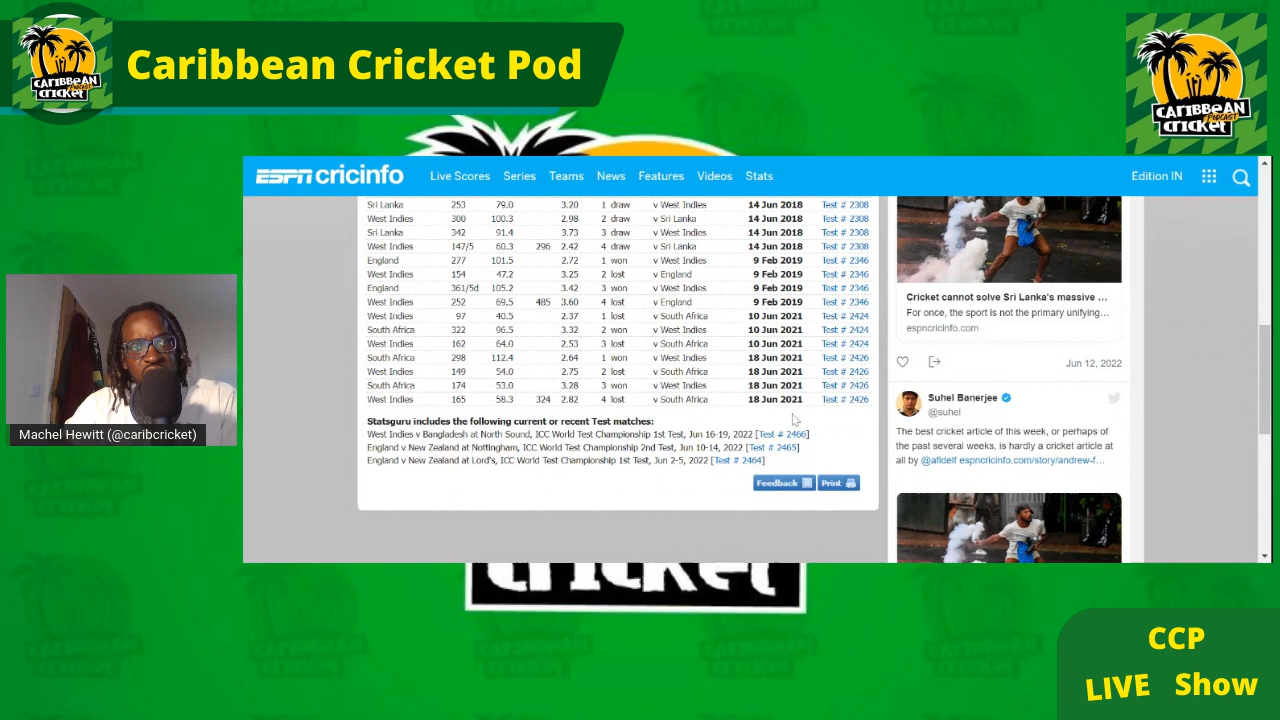 Caribbean Cricket Pod
CARIBBEAN
PODCAST
CRICKET
CARIBBEAN
PODCAST
CRICKET
ESPN cricinfo
Live Scores Series Teams News Features Videos Stats
Edition IN
Sri Lanka 253 79.0 3.20 1 draw v West Indies 14 Jun 2018 Test # 2308
West Indies 300 100.3 2.98 2 draw v Sri Lanka 14 Jun 2018 Test # 2308
Sri Lanka 342 91.4 3.73 3 draw v West Indies 14 Jun 2018 Test # 2308
West Indies 147/5 60.3 296 2.42 4 draw v Sri Lanka 14 Jun 2018 Test # 2308
England 277 101.5 2.72 1 won v West Indies 9 Feb 2019 Test # 2346
West Indies 154 47.2 3.25 2 lost v England 9 Feb 2019 Test # 2346
England 361/5d 105.2 3.42 3 won v West Indies 9 Feb 2019 Test # 2346
West Indies 252 69.5 485 3.60 4 lost v England 9 Feb 2019 Test # 2346
West Indies 97 40.5 2.37 1 lost v South Africa 10 Jun 2021 Test # 2424
South Africa 322 96.5 3.32 2 won v West Indies 10 Jun 2021 Test # 2424
West Indies 162 64.0 2.53 3 lost v South Africa 10 Jun 2021 Test # 2424
South Africa 298 112.4 2.64 1 won v West Indies 18 Jun 2021 Test # 2426
West Indies 149 54.0 2.75 2 lost v South Africa 18 Jun 2021 Test # 2426
South Africa 174 53.0 3.28 3 won v West Indies 18 Jun 2021 Test # 2426
West Indies 165 58.3 324 2.82 4 lost v South Africa 18 Jun 2021 Test # 2426
Statsguru includes the following current or recent Test matches:
West Indies v Bangladesh at North Sound, ICC World Test Championship 1st Test, Jun 16-19, 2022 [Test # 2466]
England v New Zealand at Nottingham, ICC World Test Championship 2nd Test, Jun 10-14, 2022 [Test # 2465]
England v New Zealand at Lord's, ICC World Test Championship 1st Test, Jun 2-5, 2022 [Test # 2464]
Feedback Print
Cricket cannot solve Sri Lanka's massive ...
For once, the sport is not the primary unifying...
espncricinfo.com
Jun 12, 2022
Suhel Banerjee
@suhel
The best cricket article of this week, or perhaps of
the past several weeks, is hardly a cricket article at
all by @afidelf espncricinfo.com/story/andrew-f...
Machel Hewitt (@caribcricket)
cricket
CCP
LIVE Show